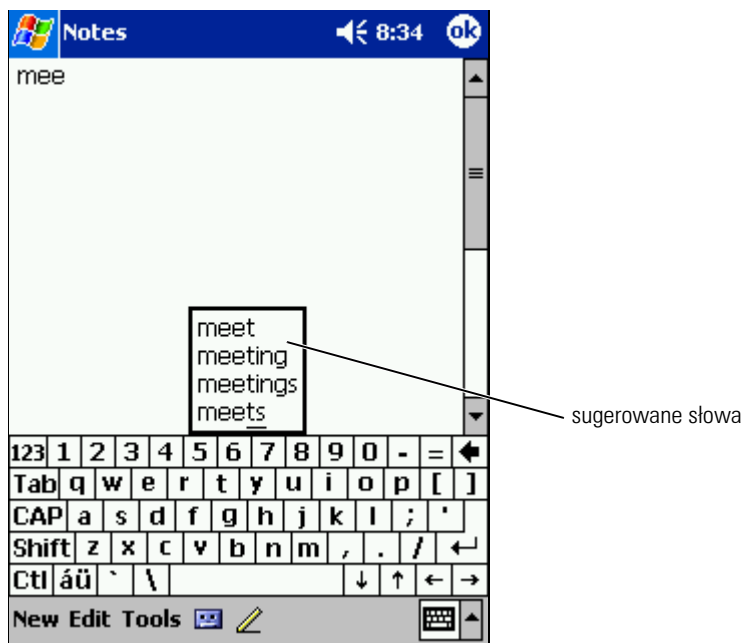 Notes 8:34 ok
mee
meet
meeting
meetings
meets
sugerowane słowa
123 1 2 3 4 5 6 7 8 9 0 - =
Tab q w e r t y u i o p [ ]
CAP a s d f g h j k l ; '
Shift z x c v b n m , . /
Ctl áü ` \
New Edit Tools